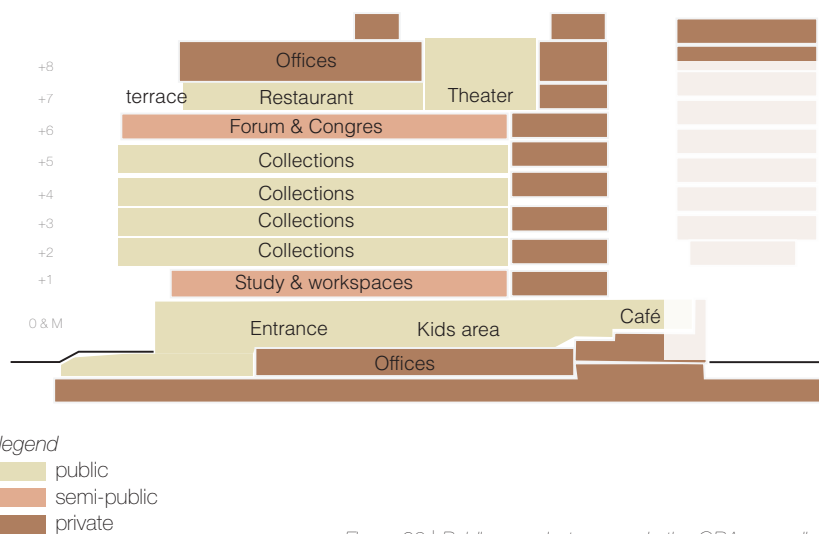 +8 Offices
+7 terrace Restaurant Theater
+6 Forum & Congres
+5 Collections
+4 Collections
+3 Collections
+2 Collections
+1 Study & workspaces
0 & M Entrance Kids area Café
Offices
legend
public
semi-public
private